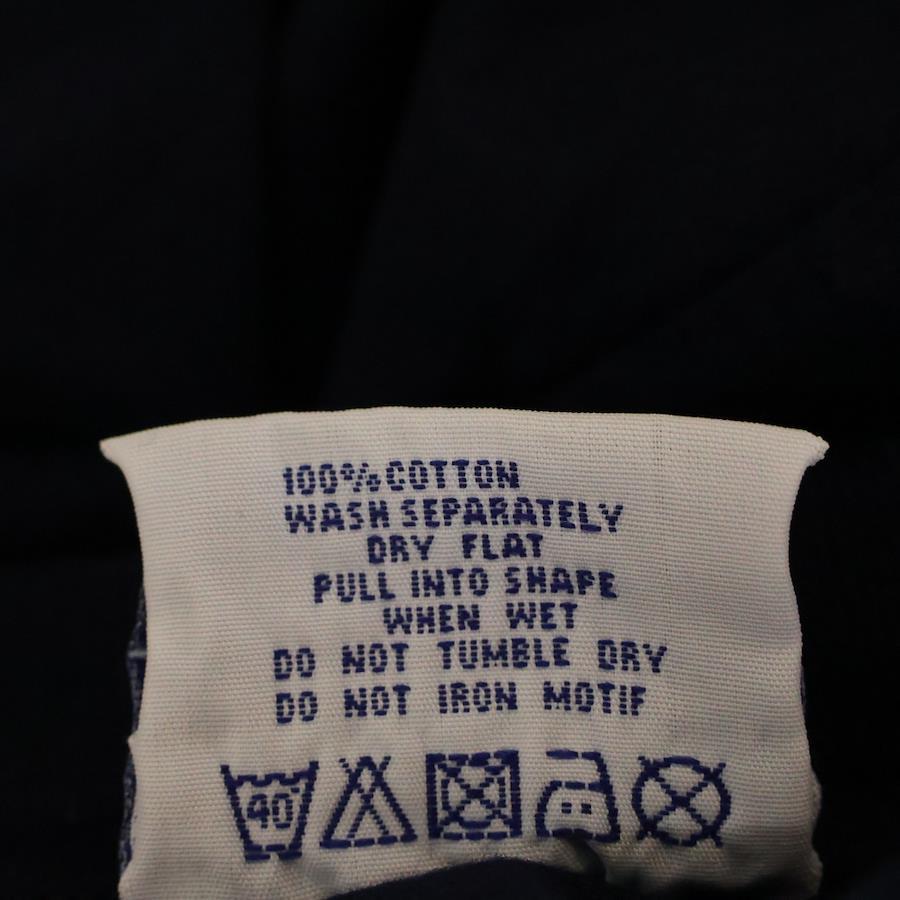 100% COTTON
WASH SEPARATELY
DRY FLAT
PULL INTO SHAPE
WHEN WET
DO NOT TUMBLE DRY
DO NOT IRON MOTIF
40°